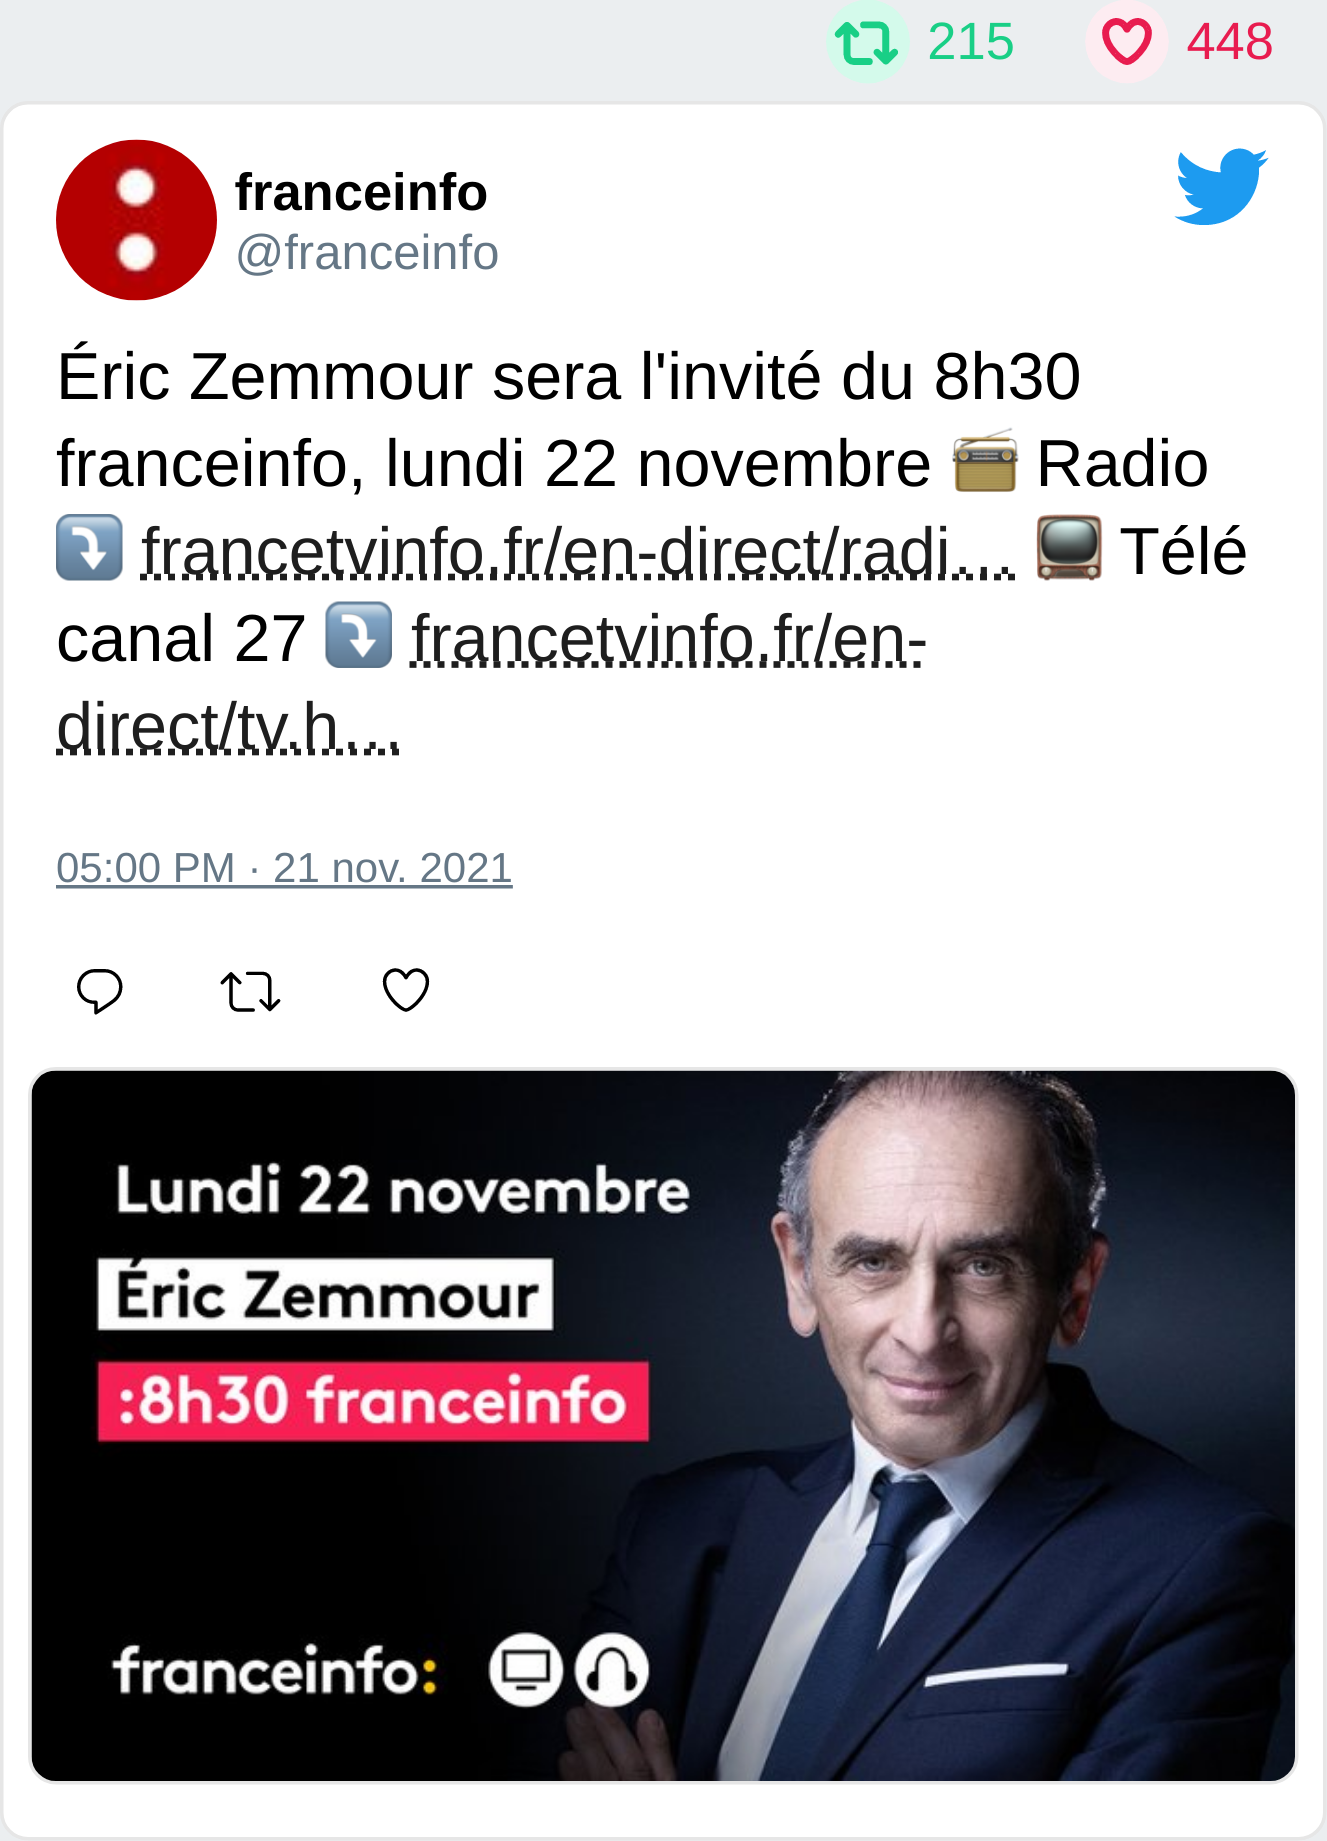 215 448
franceinfo
@franceinfo
Éric Zemmour sera l'invité du 8h30
franceinfo, lundi 22 novembre 📻 Radio
⤵️ francetvinfo.fr/en-direct/radi… 📺 Télé
canal 27 ⤵️ francetvinfo.fr/en-
direct/tv.h…
05:00 PM · 21 nov. 2021
Lundi 22 novembre
Éric Zemmour
:8h30 franceinfo
franceinfo: